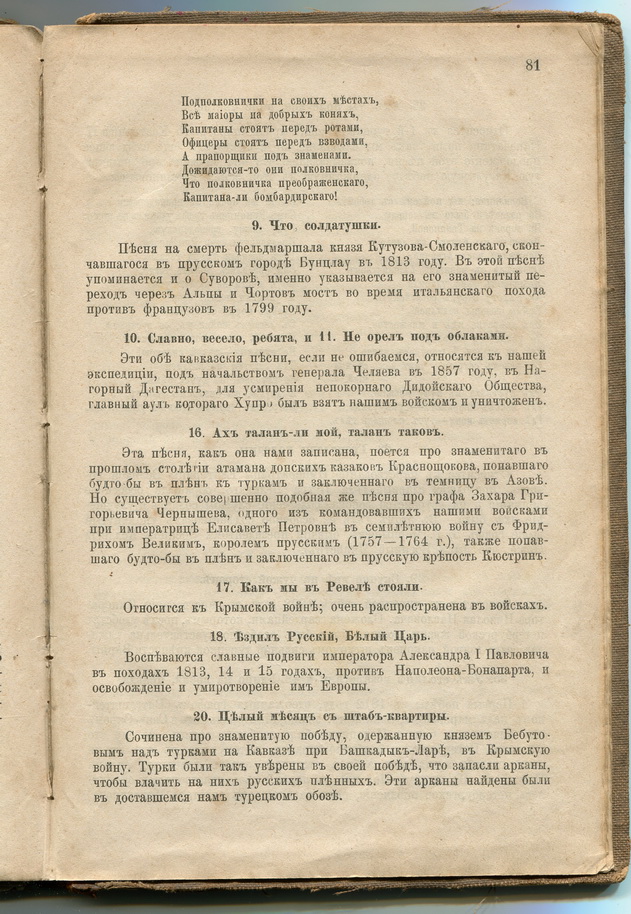 81
Подполковнички на своихъ мѣстахъ,
Всѣ маіоры на добрыхъ коняхъ,
Капитаны стоятъ передъ ротами,
Офицеры стоятъ передъ взводами,
А прапорщики подъ знаменами.
Дожидаются-то они полковничка,
Что полковничка преображенскаго,
Капитана-ли бомбардирскаго!
9. Что солдатушки.
Пѣсня на смерть фельдмаршала князя Кутузова-Смоленскаго, скон-
чавшагося въ прусскомъ городѣ Бунцлау въ 1813 году. Въ этой пѣснѣ
упоминается и о Суворовѣ, именно указывается на его знаменитый пе-
реходъ черезъ Альпы и Чортовъ мостъ во время итальянскаго похода
противъ французовъ въ 1799 году.
10. Славно, весело, ребята, и 11. Не орелъ подъ облаками.
Эти обѣ кавказскія пѣсни, если не ошибаемся, относятся къ нашей
экспедиціи, подъ начальствомъ генерала Челяева въ 1857 году, въ На-
горный Дагестанъ, для усмиренія непокорнаго Дидойскаго Общества,
главный аулъ котораго Хупро былъ взятъ нашимъ войскомъ и уничтоженъ.
16. Ахъ таланъ-ли мой, таланъ таковъ.
Эта пѣсня, какъ она нами записана, поется про знаменитаго въ
прошломъ столѣтіи атамана донскихъ казаковъ Краснощокова, попавшаго
будто-бы въ плѣнъ къ туркамъ и заключеннаго въ темницу въ Азовѣ.
Но существуетъ совершенно подобная же пѣсня про графа Захара Гри-
горьевича Чернышева, одного изъ командовавшихъ нашими войсками
при императрицѣ Елисаветѣ Петровнѣ въ семилѣтнюю войну съ Фрид-
рихомъ Великимъ, королемъ прусскимъ (1757—1764 г.), также попав-
шаго будто-бы въ плѣнъ и заключеннаго въ прусскую крѣпость Кюстринъ.
17. Какъ мы въ Ревелѣ стояли.
Относится къ Крымской войнѣ; очень распространена въ войскахъ.
18. Ѣздилъ Русскій, Бѣлый Царь.
Воспѣваются славные подвиги императора Александра I Павловича
въ походахъ 1813, 14 и 15 годахъ, противъ Наполеона-Бонапарта, и
освобожденіе и умиротвореніе имъ Европы.
20. Цѣлый мѣсяцъ съ штабъ-квартиры.
Сочинена про знаменитую побѣду, одержанную княземъ Бебуто-
вымъ надъ турками на Кавказѣ при Башкадыкъ-Ларѣ, въ Крымскую
войну. Турки были такъ увѣрены въ своей побѣдѣ, что запасли арканы,
чтобы влачить на нихъ русскихъ плѣнныхъ. Эти арканы найдены были
въ доставшемся намъ турецкомъ обозѣ.